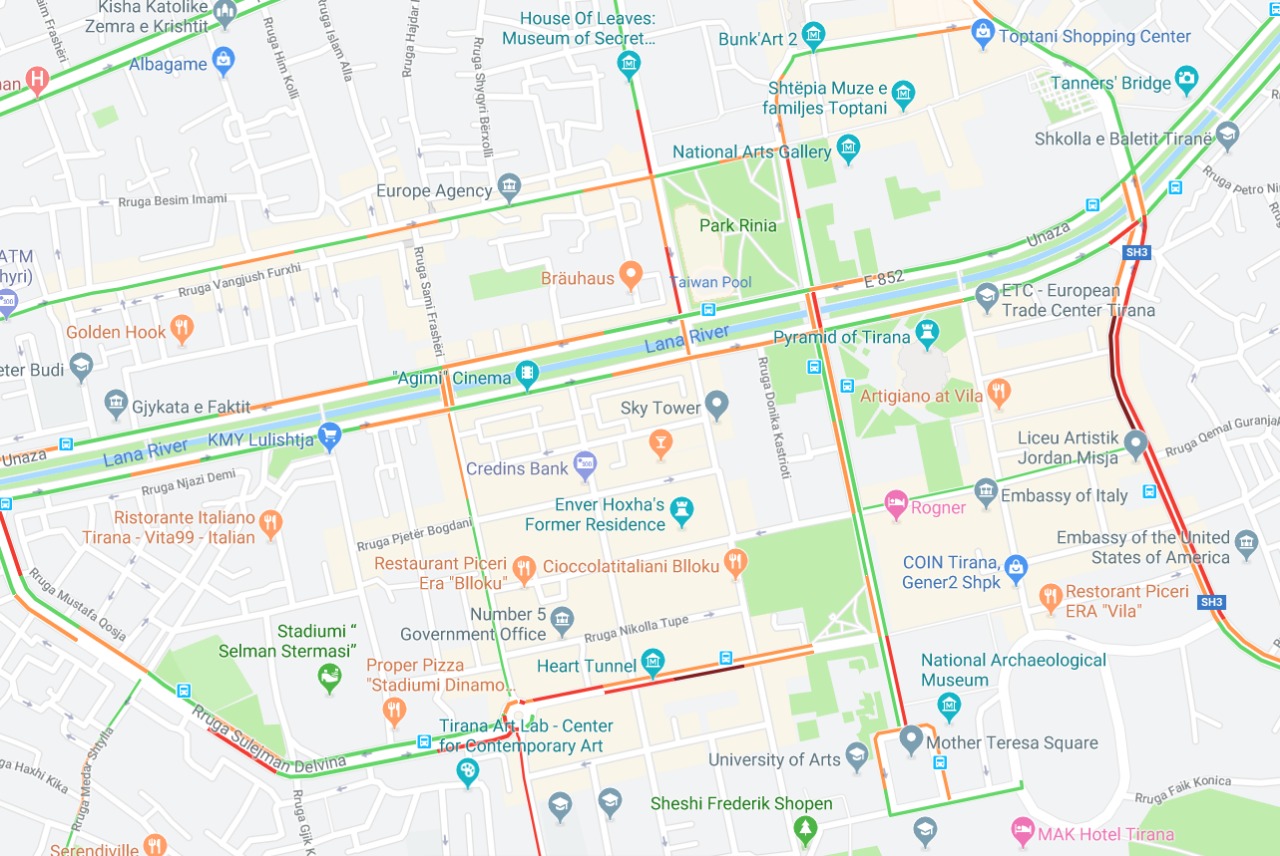 Kisha Katolike
Zemra e Krishtit
Albagame
House Of Leaves:
Museum of Secret...
Bunk'Art 2
Toptani Shopping Center
Shtëpia Muze e
familjes Toptani
Tanners' Bridge
Shkolla e Baletit Tiranë
National Arts Gallery
H
Rruga Him Kolli
Rruga Islam Alla
Rruga Hajdar
Rruga Shyqyri Bërxolli
Europe Agency
Rruga Besim Imami
Park Rinia
Rruga Petro
Unaza
SH3
ATM
Rruga Vangjush Furxhi
Rruga Sami Frashëri
Bräuhaus
Taiwan Pool
E 852
ETC - European
Trade Center Tirana
Golden Hook
Lana River
Pyramid of Tirana
"Agimi" Cinema
Gjykata e Faktit
Artigiano at Vila
Sky Tower
Rruga Donika Kastrioti
KMY Lulishtja
Unaza
Lana River
Rruga Njazi Demi
Credins Bank
Liceu Artistik
Jordan Misja
Rruga Qemal Guranjaku
Enver Hoxha's
Former Residence
Rogner
Embassy of Italy
Ristorante Italiano
Tirana - Vita99 - Italian
Rruga Pjetër Bogdani
Embassy of the United
States of America
Restaurant Piceri
Era "Blloku"
Cioccolatitaliani Blloku
COIN Tirana,
Gener2 Shpk
Restorant Piceri
ERA "Vila"
SH3
Rruga Mustafa Qosja
Number 5
Government Office
Rruga Nikolla Tupe
Stadiumi “
Selman Stermasi”
Proper Pizza
"Stadiumi Dinamo...
Heart Tunnel
National Archaeological
Museum
Rruga Sulejman Delvina
Tirana Art Lab - Center
for Contemporary Art
Mother Teresa Square
University of Arts
Rruga Medar Shtylla
Rruga Haxhi Kika
Rruga Gjik
Sheshi Frederik Shopen
Rruga Faik Konica
MAK Hotel Tirana
Serendiville